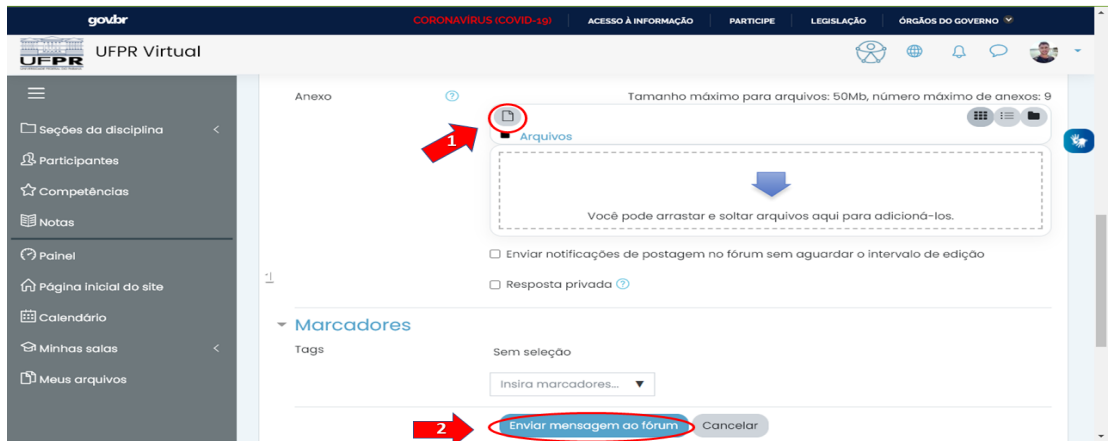 govbr
CORONAVÍRUS (COVID-19) ACESSO À INFORMAÇÃO PARTICIPE LEGISLAÇÃO ÓRGÃOS DO GOVERNO
UFPR UFPR Virtual
Seções da disciplina
Participantes
Competências
Notas
Painel
Página inicial do site
Calendário
Minhas salas
Meus arquivos
Anexo
Tamanho máximo para arquivos: 50Mb, número máximo de anexos: 9
1
Arquivos
Você pode arrastar e soltar arquivos aqui para adicioná-los.
Enviar notificações de postagem no fórum sem aguardar o intervalo de edição
Resposta privada
Marcadores
Tags
Sem seleção
Insira marcadores...
2
Enviar mensagem ao fórum Cancelar